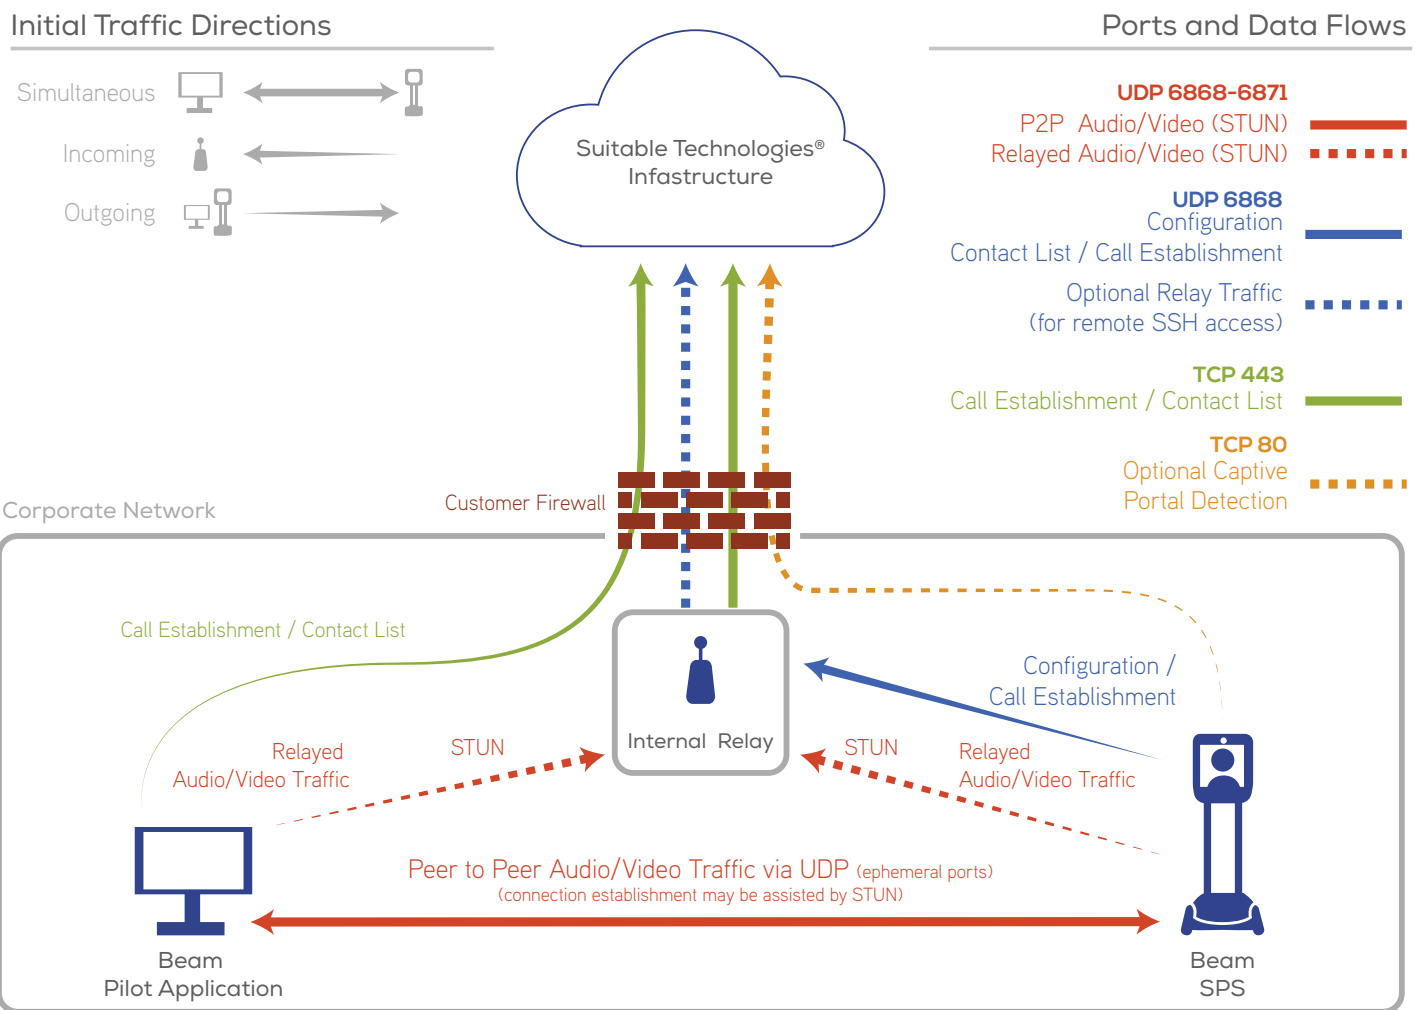 Initial Traffic Directions
Simultaneous
Incoming
Outgoing
Suitable Technologies®
Infastructure
Ports and Data Flows
UDP 6868-6871
P2P Audio/Video (STUN)
Relayed Audio/Video (STUN)
UDP 6868
Configuration
Contact List / Call Establishment
Optional Relay Traffic
(for remote SSH access)
TCP 443
Call Establishment / Contact List
TCP 80
Optional Captive
Portal Detection
Customer Firewall
Corporate Network
Call Establishment / Contact List
Configuration /
Call Establishment
Internal Relay
Relayed
Audio/Video Traffic
STUN
STUN
Relayed
Audio/Video Traffic
Peer to Peer Audio/Video Traffic via UDP (ephemeral ports)
(connection establishment may be assisted by STUN)
Beam
Pilot Application
Beam
SPS